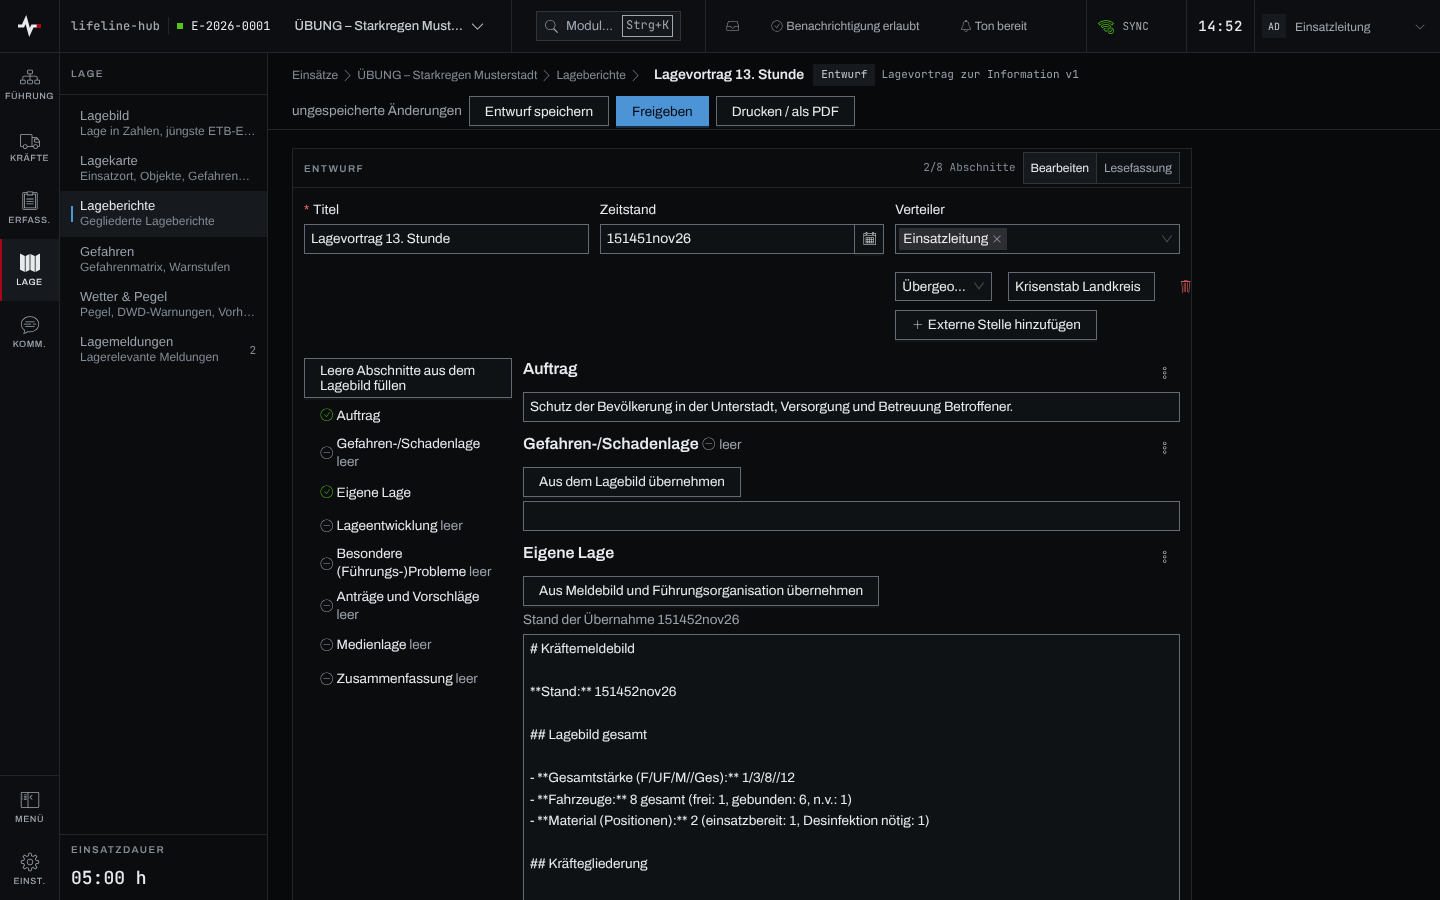 lifeline-hub
E-2026-0001
ÜBUNG – Starkregen Must...
Modul...
Strg+K
Benachrichtigung erlaubt
Ton bereit
SYNC
14:52
AD
Einsatzleitung
FÜHRUNG
KRÄFTE
ERFASS.
LAGE
KOMM.
MENÜ
EINST.
LAGE
Lagebild
Lage in Zahlen, jüngste ETB-E...
Lagekarte
Einsatzort, Objekte, Gefahren...
Lageberichte
Gegliederte Lageberichte
Gefahren
Gefahrenmatrix, Warnstufen
Wetter & Pegel
Pegel, DWD-Warnungen, Vorh...
Lagemeldungen
Lagerelevante Meldungen
2
EINSATZDAUER
05:00 h
Einsätze
ÜBUNG – Starkregen Musterstadt
Lageberichte
Lagevortrag 13. Stunde
Entwurf
Lagevortrag zur Information v1
ungespeicherte Änderungen
Entwurf speichern
Freigeben
Drucken / als PDF
ENTWURF
2/8 Abschnitte
Bearbeiten
Lesefassung
* Titel
Zeitstand
Verteiler
Lagevortrag 13. Stunde
151451nov26
Einsatzleitung
Übergeo...
Krisenstab Landkreis
Externe Stelle hinzufügen
Leere Abschnitte aus dem
Lagebild füllen
Auftrag
Gefahren-/Schadenlage
leer
Eigene Lage
Lageentwicklung leer
Besondere
(Führungs-)Probleme leer
Anträge und Vorschläge
leer
Medienlage leer
Zusammenfassung leer
Auftrag
Schutz der Bevölkerung in der Unterstadt, Versorgung und Betreuung Betroffener.
Gefahren-/Schadenlage leer
Aus dem Lagebild übernehmen
Eigene Lage
Aus Meldebild und Führungsorganisation übernehmen
Stand der Übernahme 151452nov26
# Kräftemeldebild
**Stand:** 151452nov26
## Lagebild gesamt
- **Gesamtstärke (F/UF/M//Ges):** 1/3/8//12
- **Fahrzeuge:** 8 gesamt (frei: 1, gebunden: 6, n.v.: 1)
- **Material (Positionen):** 2 (einsatzbereit: 1, Desinfektion nötig: 1)
## Kräftegliederung